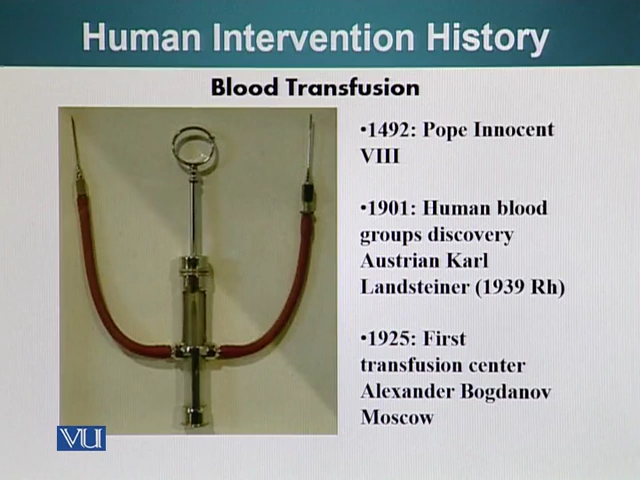 Human Intervention History
Blood Transfusion
•1492: Pope Innocent
VIII
•1901: Human blood
groups discovery
Austrian Karl
Landsteiner (1939 Rh)
•1925: First
transfusion center
Alexander Bogdanov
Moscow
VU